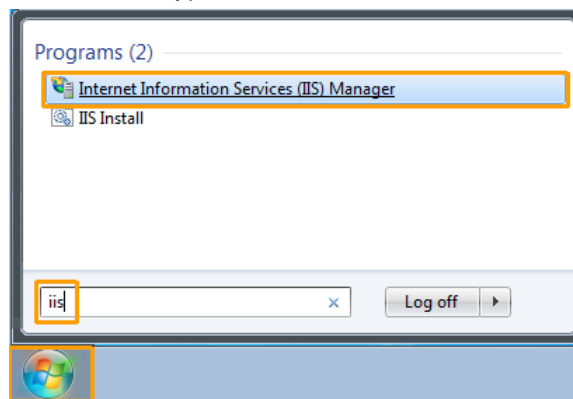 Programs (2)
Internet Information Services (IIS) Manager
IIS Install
iis
Log off